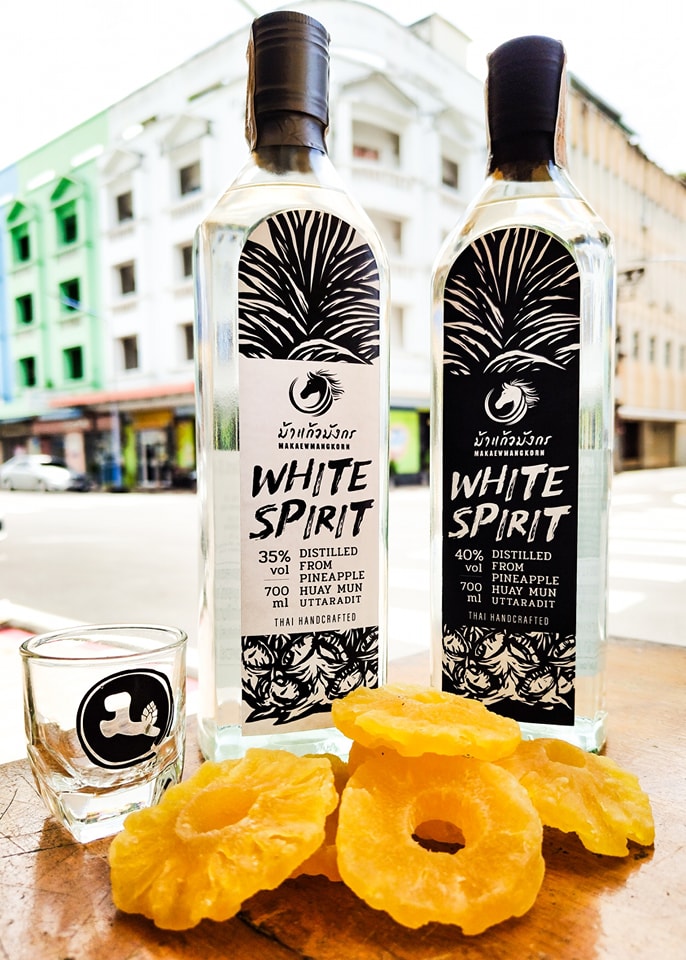 ม้าแก้วมังกร
MAKAEWMANGKORN
WHITE
SPIRIT
35%
vol
700
ml
DISTILLED
FROM
PINEAPPLE
HUAY MUN
UTTARADIT
THAI HANDCRAFTED
ม้าแก้วมังกร
MAKAEWMANGKORN
WHITE
SPIRIT
40%
vol
700
ml
DISTILLED
FROM
PINEAPPLE
HUAY MUN
UTTARADIT
THAI HANDCRAFTED